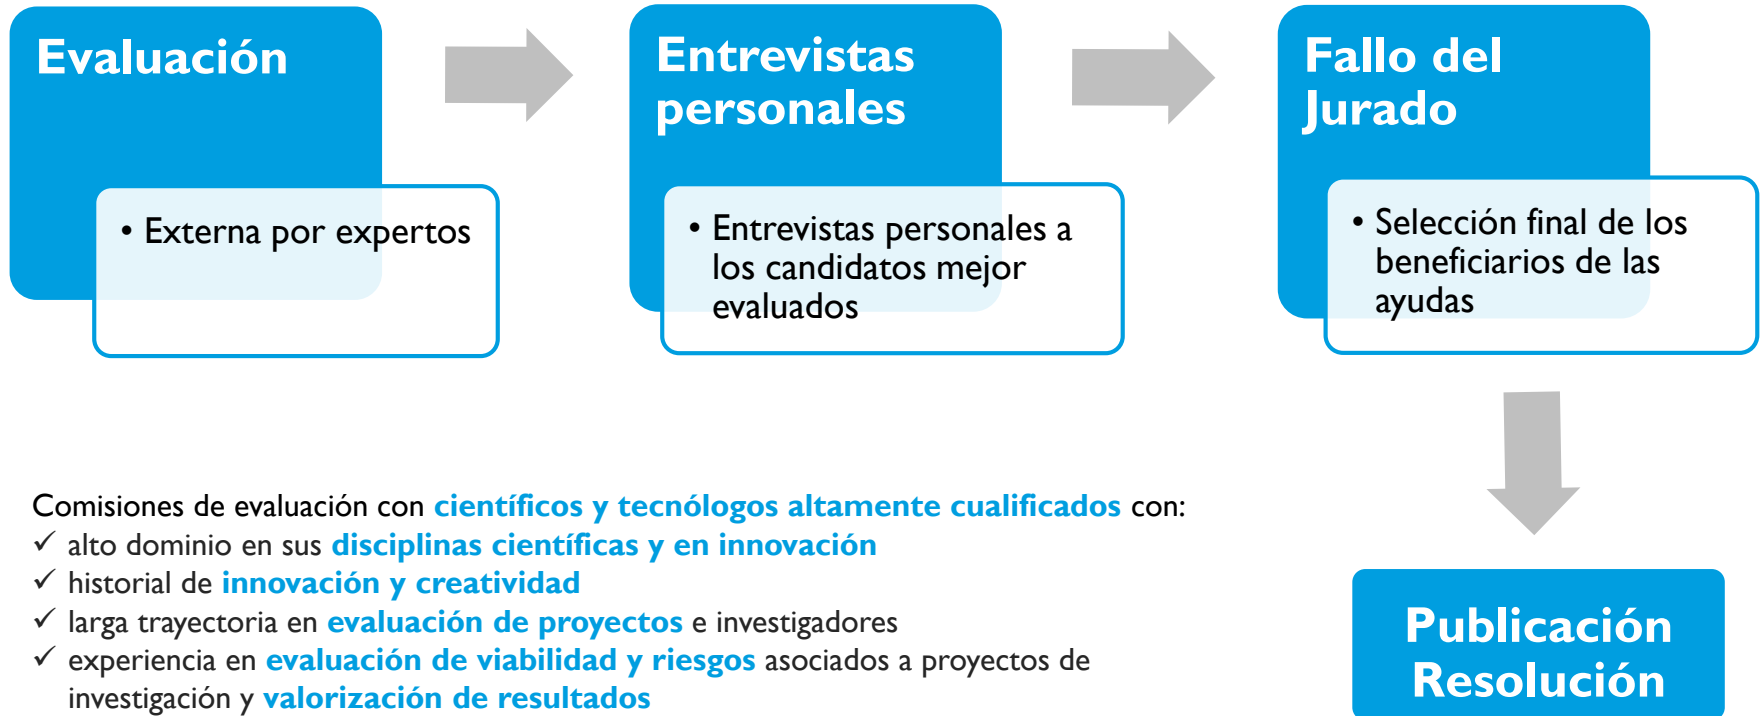 Evaluación
• Externa por expertos
Entrevistas
personales
• Entrevistas personales a
los candidatos mejor
evaluados
Fallo del
Jurado
• Selección final de los
beneficiarios de las
ayudas
Comisiones de evaluación con científicos y tecnólogos altamente cualificados con:
✓ alto dominio en sus disciplinas científicas y en innovación
✓ historial de innovación y creatividad
✓ larga trayectoria en evaluación de proyectos e investigadores
✓ experiencia en evaluación de viabilidad y riesgos asociados a proyectos de
investigación y valorización de resultados
Publicación
Resolución